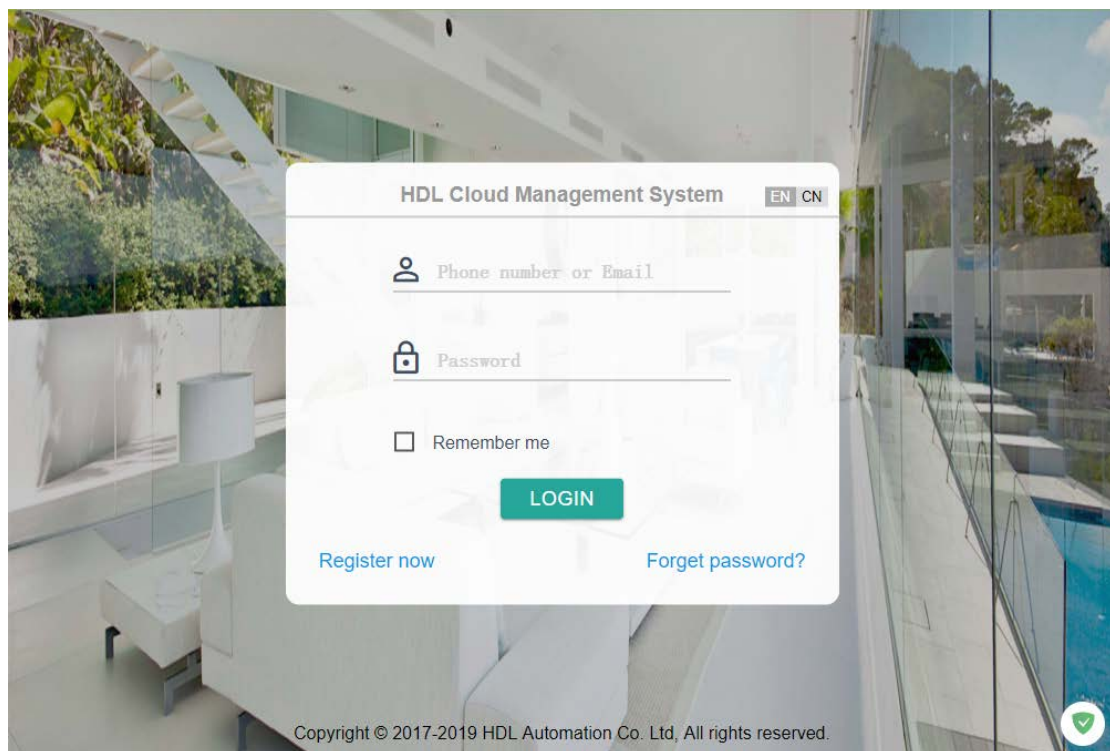 HDL Cloud Management System
EN CN
Phone number or Email
Password
Remember me
LOGIN
Register now Forget password?
Copyright © 2017-2019 HDL Automation Co. Ltd, All rights reserved.